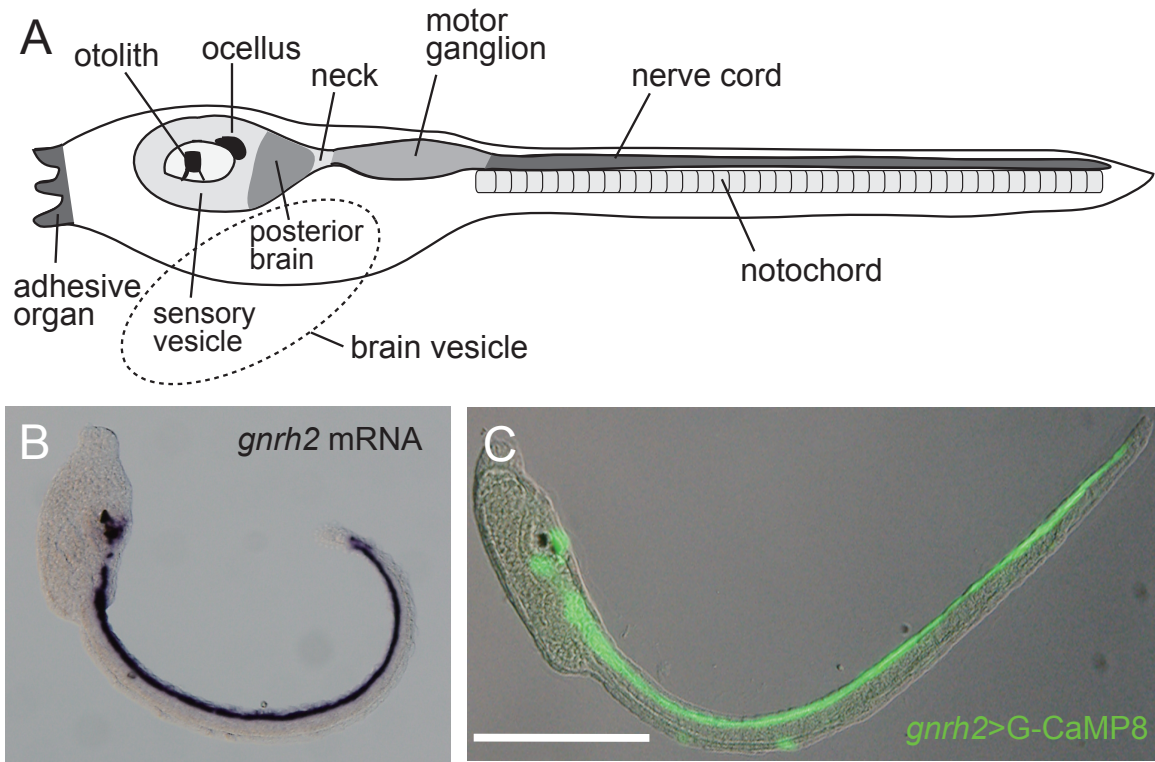 A
otolith
ocellus
neck
motor
ganglion
nerve cord
adhesive
organ
posterior
brain
sensory
vesicle
brain vesicle
notochord
B
gnrh2 mRNA
C
gnrh2>G-CaMP8